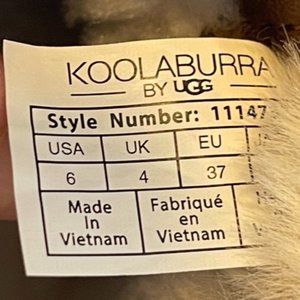 KOOLABURRA
BY UGG
Style Number: 11147
USA UK EU
6 4 37
Made Fabriqué
In en
Vietnam Vietnam